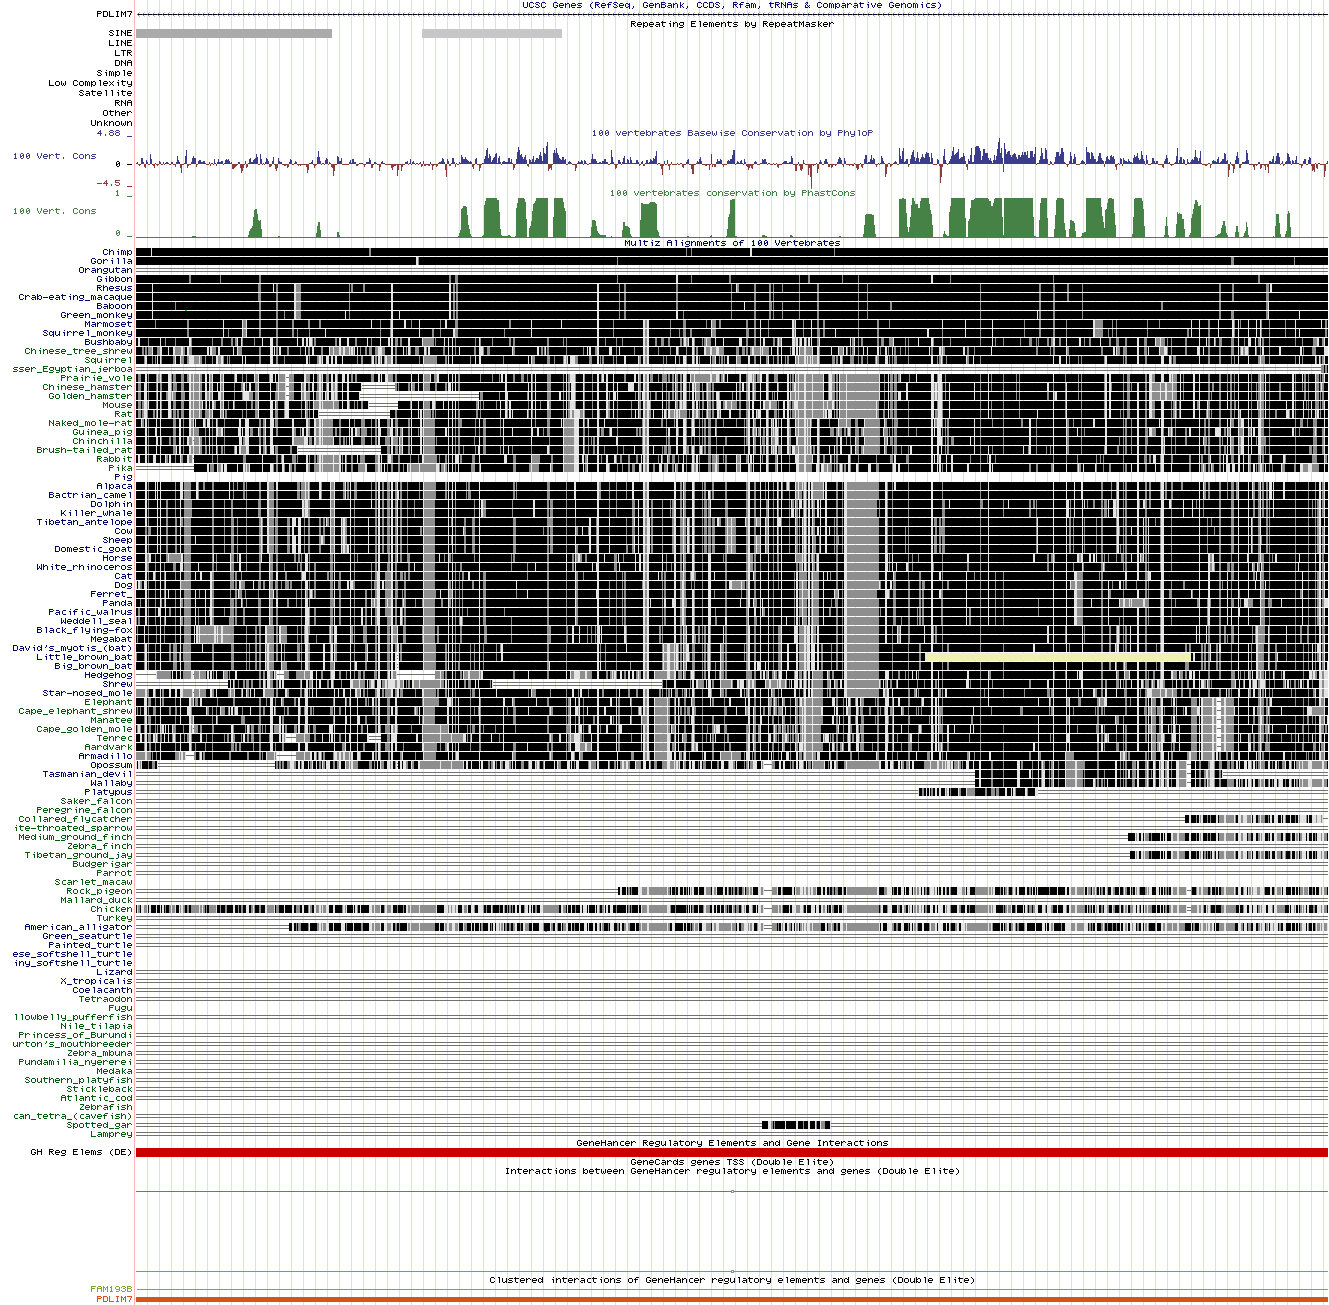 UCSC Genes (RefSeq, GenBank, CCDS, Rfam, tRNAs & Comparative Genomics)
PDLIM7
Repeating Elements by RepeatMasker
SINE
LINE
LTR
DNA
Simple
Low Complexity
Satellite
RNA
Other
Unknown
4.88 _
100 vertebrates Basewise Conservation by PhyloP
100 Vert. Cons
0 -
-4.5 _
100 vertebrates conservation by PhastCons
1 _
100 Vert. Cons
0 _
Multiz Alignments of 100 Vertebrates
Chimp
Gorilla
Orangutan
Gibbon
Rhesus
Crab-eating_macaque
Baboon
Green_monkey
Marmoset
Squirrel_monkey
Bushbaby
Chinese_tree_shrew
Squirrel
sser_Egyptian_jerboa
Prairie_vole
Chinese_hamster
Golden_hamster
Mouse
Rat
Naked_mole-rat
Guinea_pig
Chinchilla
Brush-tailed_rat
Rabbit
Pika
Pig
Alpaca
Bactrian_camel
Dolphin
Killer_whale
Tibetan_antelope
Cow
Sheep
Domestic_goat
Horse
White_rhinoceros
Cat
Dog
Ferret_
Panda
Pacific_walrus
Weddell_seal
Black_flying-fox
Megabat
David's_myotis_(bat)
Little_brown_bat
Big_brown_bat
Hedgehog
Shrew
Star-nosed_mole
Elephant
Cape_elephant_shrew
Manatee
Cape_golden_mole
Tenrec
Aardvark
Armadillo
Opossum
Tasmanian_devil
Wallaby
Platypus
Saker_falcon
Peregrine_falcon
Collared_flycatcher
ite-throated_sparrow
Medium_ground_finch
Zebra_finch
Tibetan_ground_jay
Budgerigar
Parrot
Scarlet_macaw
Rock_pigeon
Mallard_duck
Chicken
Turkey
American_alligator
Green_seaturtle
Painted_turtle
ese_softshell_turtle
iny_softshell_turtle
Lizard
X_tropicalis
Coelacanth
Tetraodon
Fugu
llowbelly_pufferfish
Nile_tilapia
Princess_of_Burundi
urton's_mouthbreeder
Zebra_mbuna
Pundamilia_nyererei
Medaka
Southern_platyfish
Stickleback
Atlantic_cod
Zebrafish
can_tetra_(cavefish)
Spotted_gar
Lamprey
GeneHancer Regulatory Elements and Gene Interactions
GH Reg Elems (DE)
GeneCards genes TSS (Double Elite)
Interactions between GeneHancer regulatory elements and genes (Double Elite)
Clustered interactions of GeneHancer regulatory elements and genes (Double Elite)
FAM193B
PDLIM7